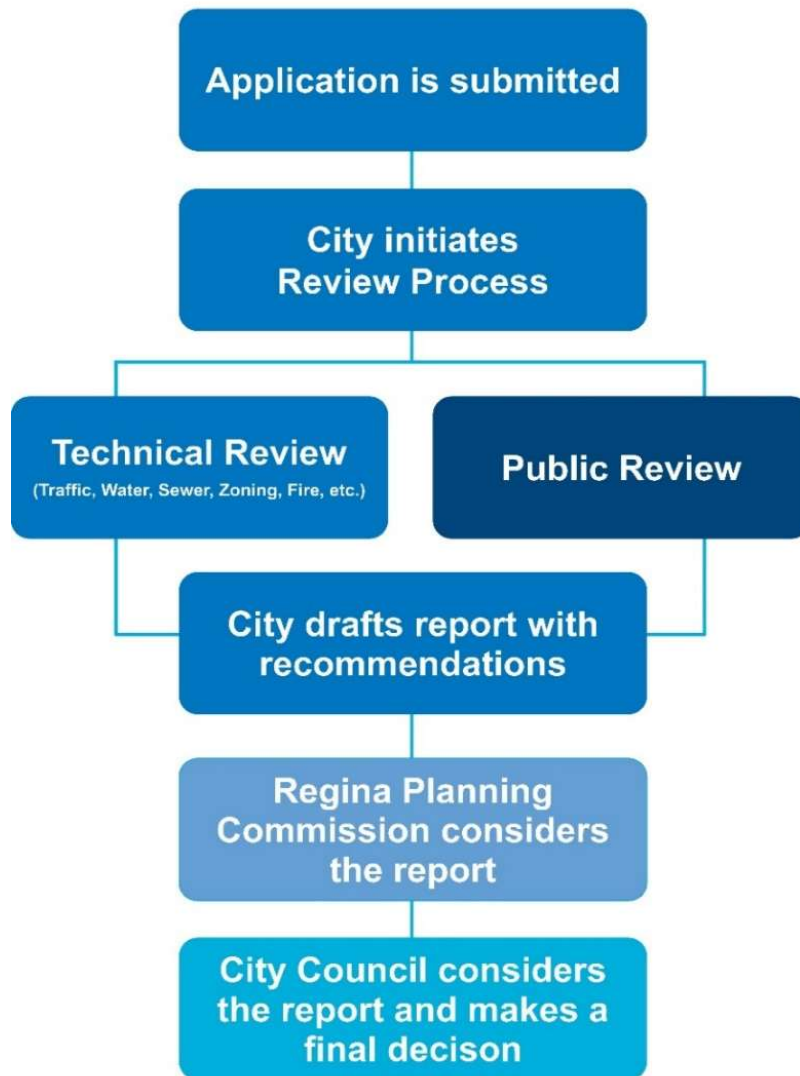 Application is submitted
City initiates
Review Process
Technical Review
(Traffic, Water, Sewer, Zoning, Fire, etc.)
Public Review
City drafts report with
recommendations
Regina Planning
Commission considers
the report
City Council considers
the report and makes a
final decison